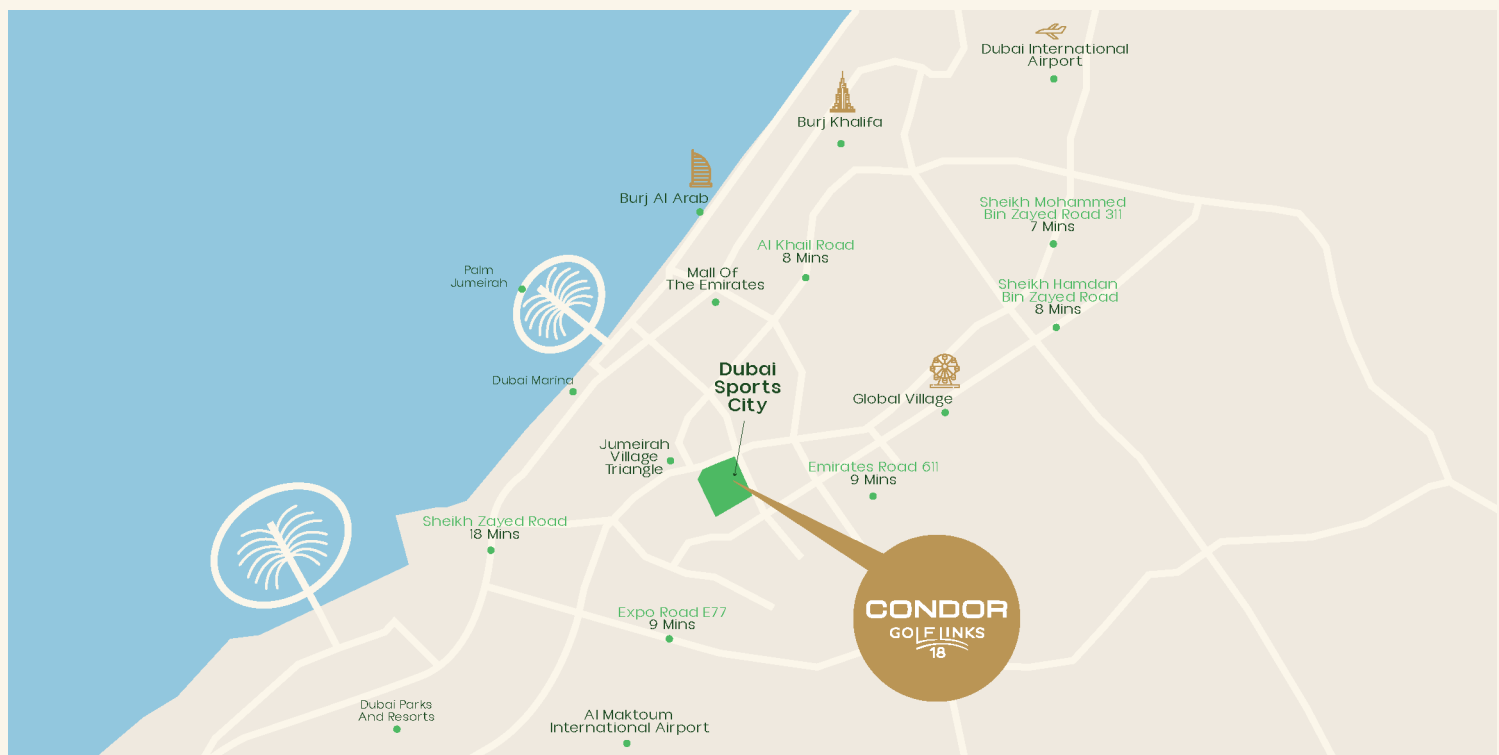 Dubai International
Airport
Burj Khalifa
Burj Al Arab
Sheikh Mohammed
Bin Zayed Road 311
7 Mins
Al Khail Road
8 Mins
Palm
Jumeirah
Mall Of
The Emirates
Sheikh Hamdan
Bin Zayed Road
8 Mins
Dubai Marina
Dubai
Sports
City
Global Village
Jumeirah
Village
Triangle
Emirates Road 611
9 Mins
Sheikh Zayed Road
18 Mins
Expo Road E77
9 Mins
CONDOR
GOLF LINKS
18
Dubai Parks
And Resorts
Al Maktoum
International Airport